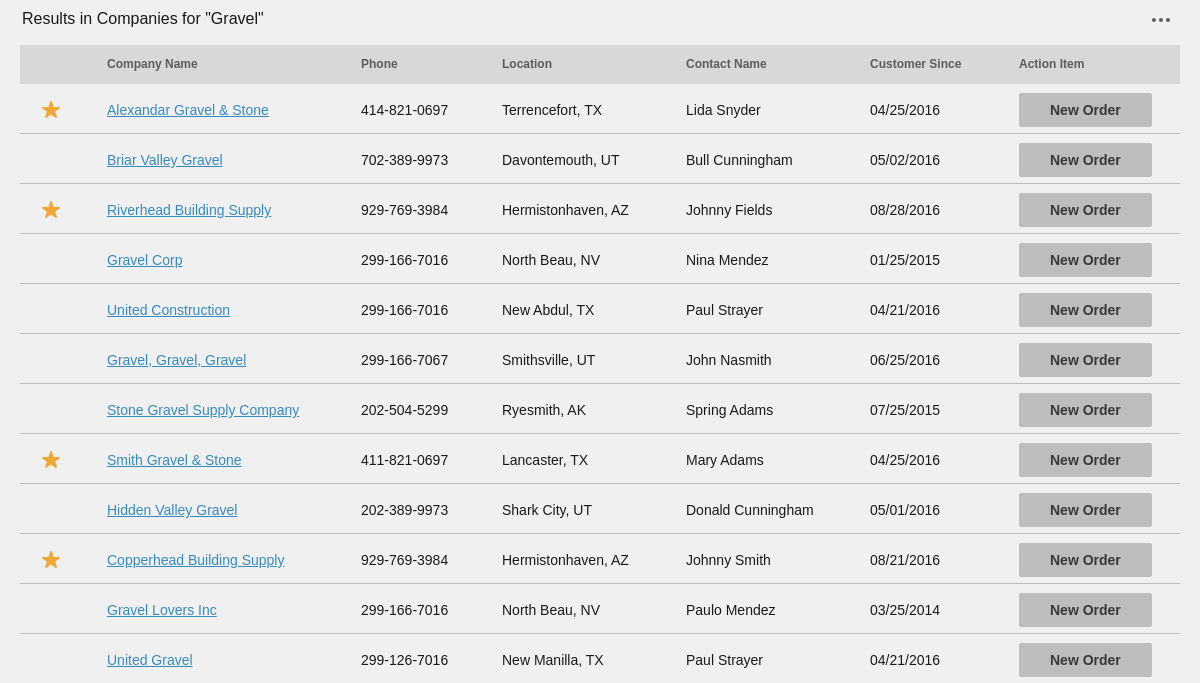 Results in Companies for "Gravel"
Company Name Phone Location Contact Name Customer Since Action Item
Alexandar Gravel & Stone 414-821-0697 Terrencefort, TX Lida Snyder 04/25/2016 New Order
Briar Valley Gravel 702-389-9973 Davontemouth, UT Bull Cunningham 05/02/2016 New Order
Riverhead Building Supply 929-769-3984 Hermistonhaven, AZ Johnny Fields 08/28/2016 New Order
Gravel Corp 299-166-7016 North Beau, NV Nina Mendez 01/25/2015 New Order
United Construction 299-166-7016 New Abdul, TX Paul Strayer 04/21/2016 New Order
Gravel, Gravel, Gravel 299-166-7067 Smithsville, UT John Nasmith 06/25/2016 New Order
Stone Gravel Supply Company 202-504-5299 Ryesmith, AK Spring Adams 07/25/2015 New Order
Smith Gravel & Stone 411-821-0697 Lancaster, TX Mary Adams 04/25/2016 New Order
Hidden Valley Gravel 202-389-9973 Shark City, UT Donald Cunningham 05/01/2016 New Order
Copperhead Building Supply 929-769-3984 Hermistonhaven, AZ Johnny Smith 08/21/2016 New Order
Gravel Lovers Inc 299-166-7016 North Beau, NV Paulo Mendez 03/25/2014 New Order
United Gravel 299-126-7016 New Manilla, TX Paul Strayer 04/21/2016 New Order